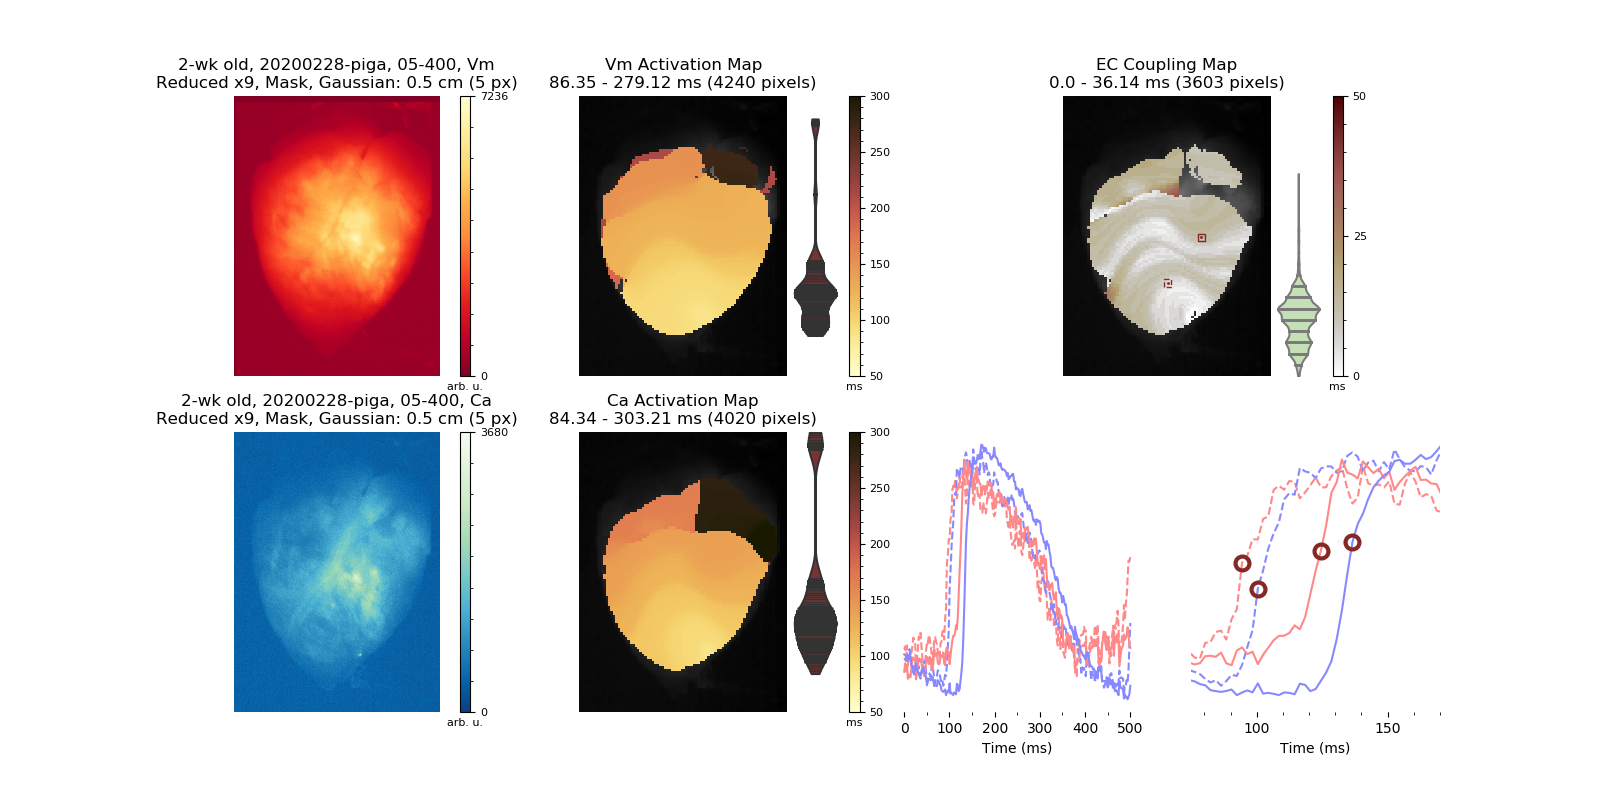 2-wk old, 20200228-piga, 05-400, Vm
Reduced x9, Mask, Gaussian: 0.5 cm (5 px)
7236
0
arb. u.
Vm Activation Map
86.35 - 279.12 ms (4240 pixels)
300
250
200
150
100
50
ms
EC Coupling Map
0.0 - 36.14 ms (3603 pixels)
50
25
0
ms
2-wk old, 20200228-piga, 05-400, Ca
Reduced x9, Mask, Gaussian: 0.5 cm (5 px)
3680
0
arb. u.
Ca Activation Map
84.34 - 303.21 ms (4020 pixels)
300
250
200
150
100
50
ms
0 100 200 300 400 500
Time (ms)
100 150
Time (ms)